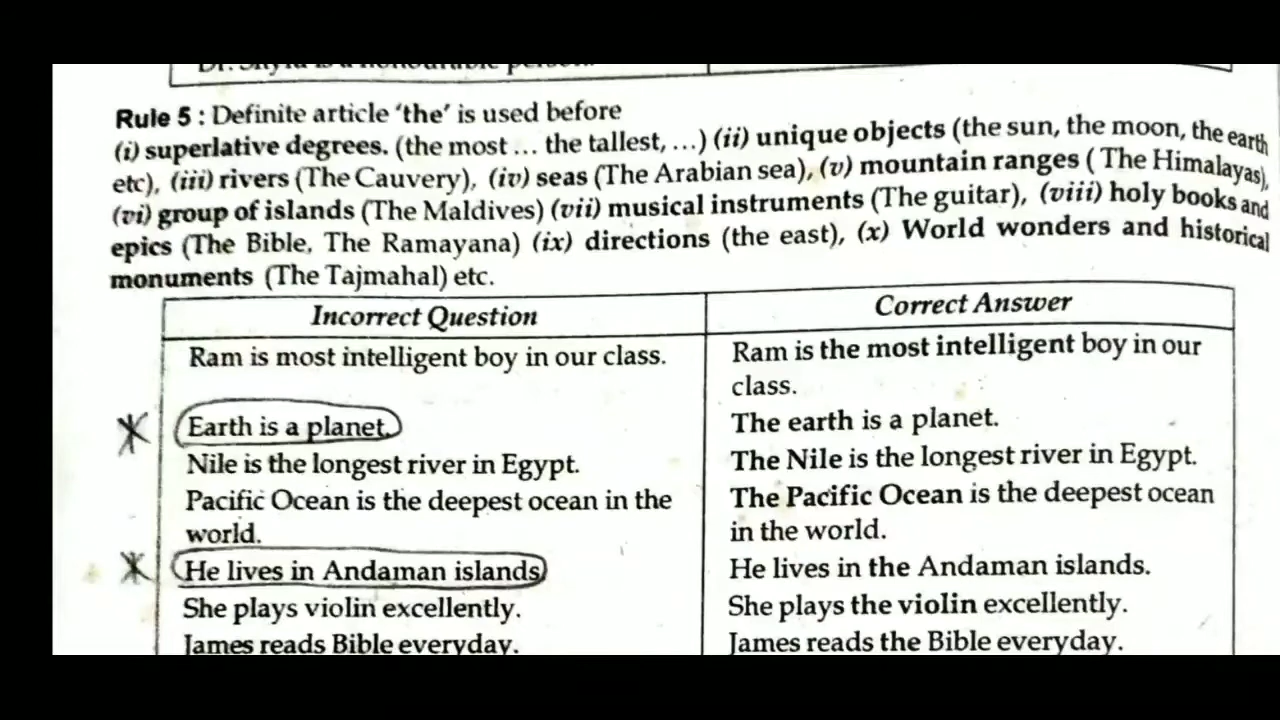 Rule 5 : Definite article 'the' is used before
(i) superlative degrees. (the most ... the tallest, ...) (ii) unique objects (the sun, the moon, the earth
etc), (iii) rivers (The Cauvery), (iv) seas (The Arabian sea), (v) mountain ranges ( The Himalayas),
(vi) group of islands (The Maldives) (vii) musical instruments (The guitar), (viii) holy books and
epics (The Bible, The Ramayana) (ix) directions (the east), (x) World wonders and historical
monuments (The Tajmahal) etc.
Incorrect Question
Correct Answer
Ram is most intelligent boy in our class.
Ram is the most intelligent boy in our
class.
Earth is a planet.
The earth is a planet.
Nile is the longest river in Egypt.
The Nile is the longest river in Egypt.
Pacific Ocean is the deepest ocean in the
world.
The Pacific Ocean is the deepest ocean
in the world.
He lives in Andaman islands
He lives in the Andaman islands.
She plays violin excellently.
She plays the violin excellently.
James reads Bible everyday.
James reads the Bible everyday.